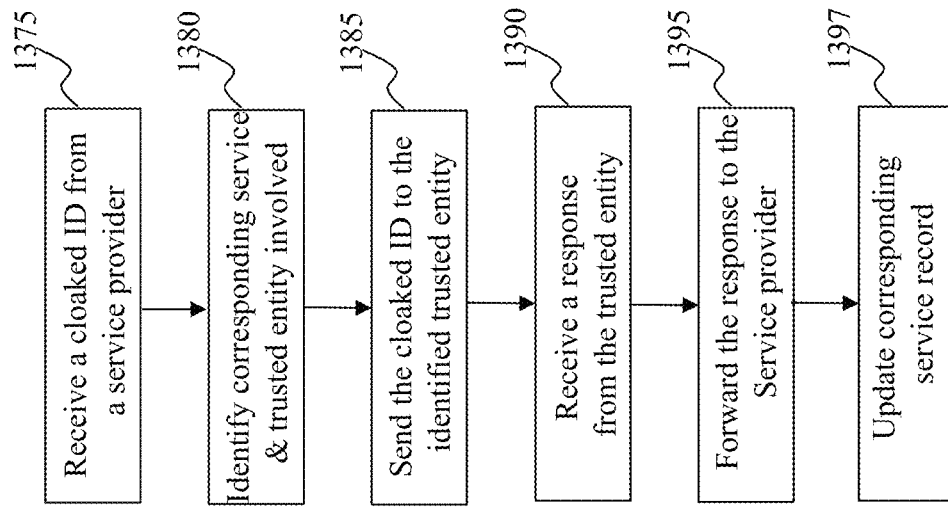 1375
Receive a cloaked ID from
a service provider
1380
Identify corresponding service
& trusted entity involved
1385
Send the cloaked ID to the
identified trusted entity
1390
Receive a response
from the trusted entity
1395
Forward the response to the
Service provider
1397
Update corresponding
service record